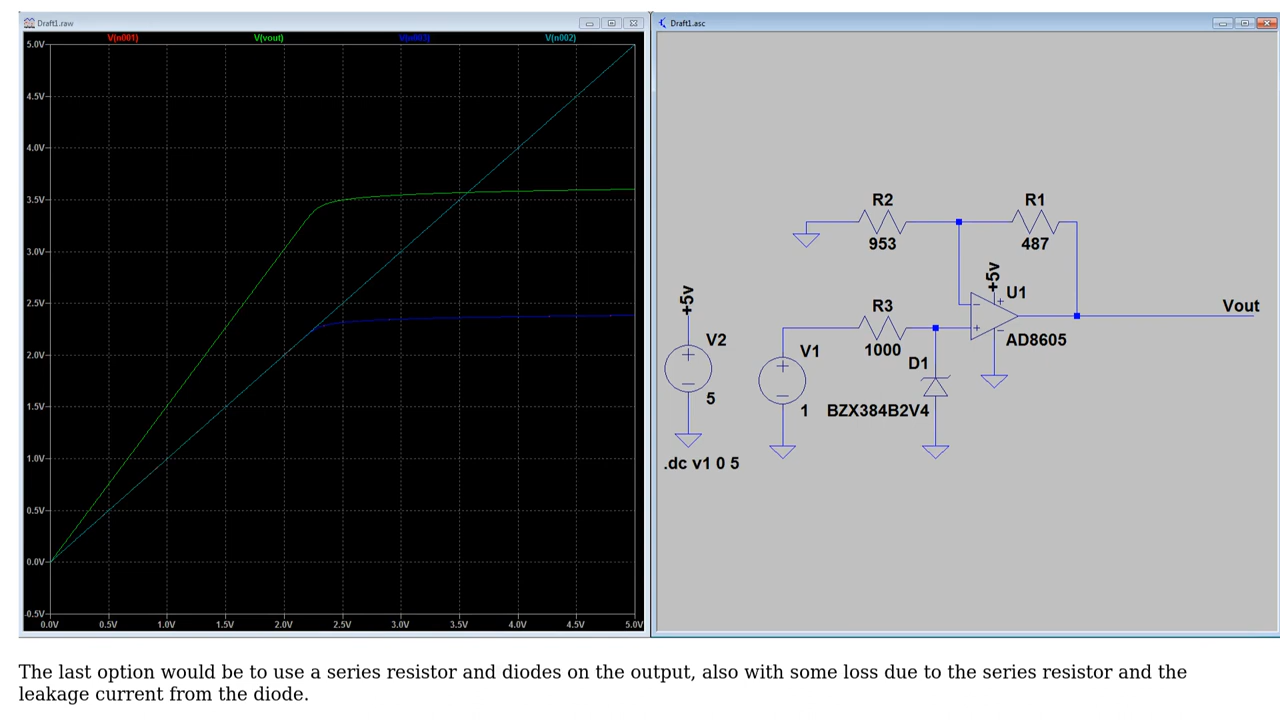 Draft1.raw
V(n001) V(vout) V(n003) V(n002)
5.0V
4.5V
4.0V
3.5V
3.0V
2.5V
2.0V
1.5V
1.0V
0.5V
0.0V
-0.5V
0.0V 0.5V 1.0V 1.5V 2.0V 2.5V 3.0V 3.5V 4.0V 4.5V 5.0V
Draft1.asc
R2 R1
953 487
+5v
U1
+5v
R3
Vout
V2
V1
1000
AD8605
D1
5
1
BZX384B2V4
.dc v1 0 5
The last option would be to use a series resistor and diodes on the output, also with some loss due to the series resistor and the
leakage current from the diode.